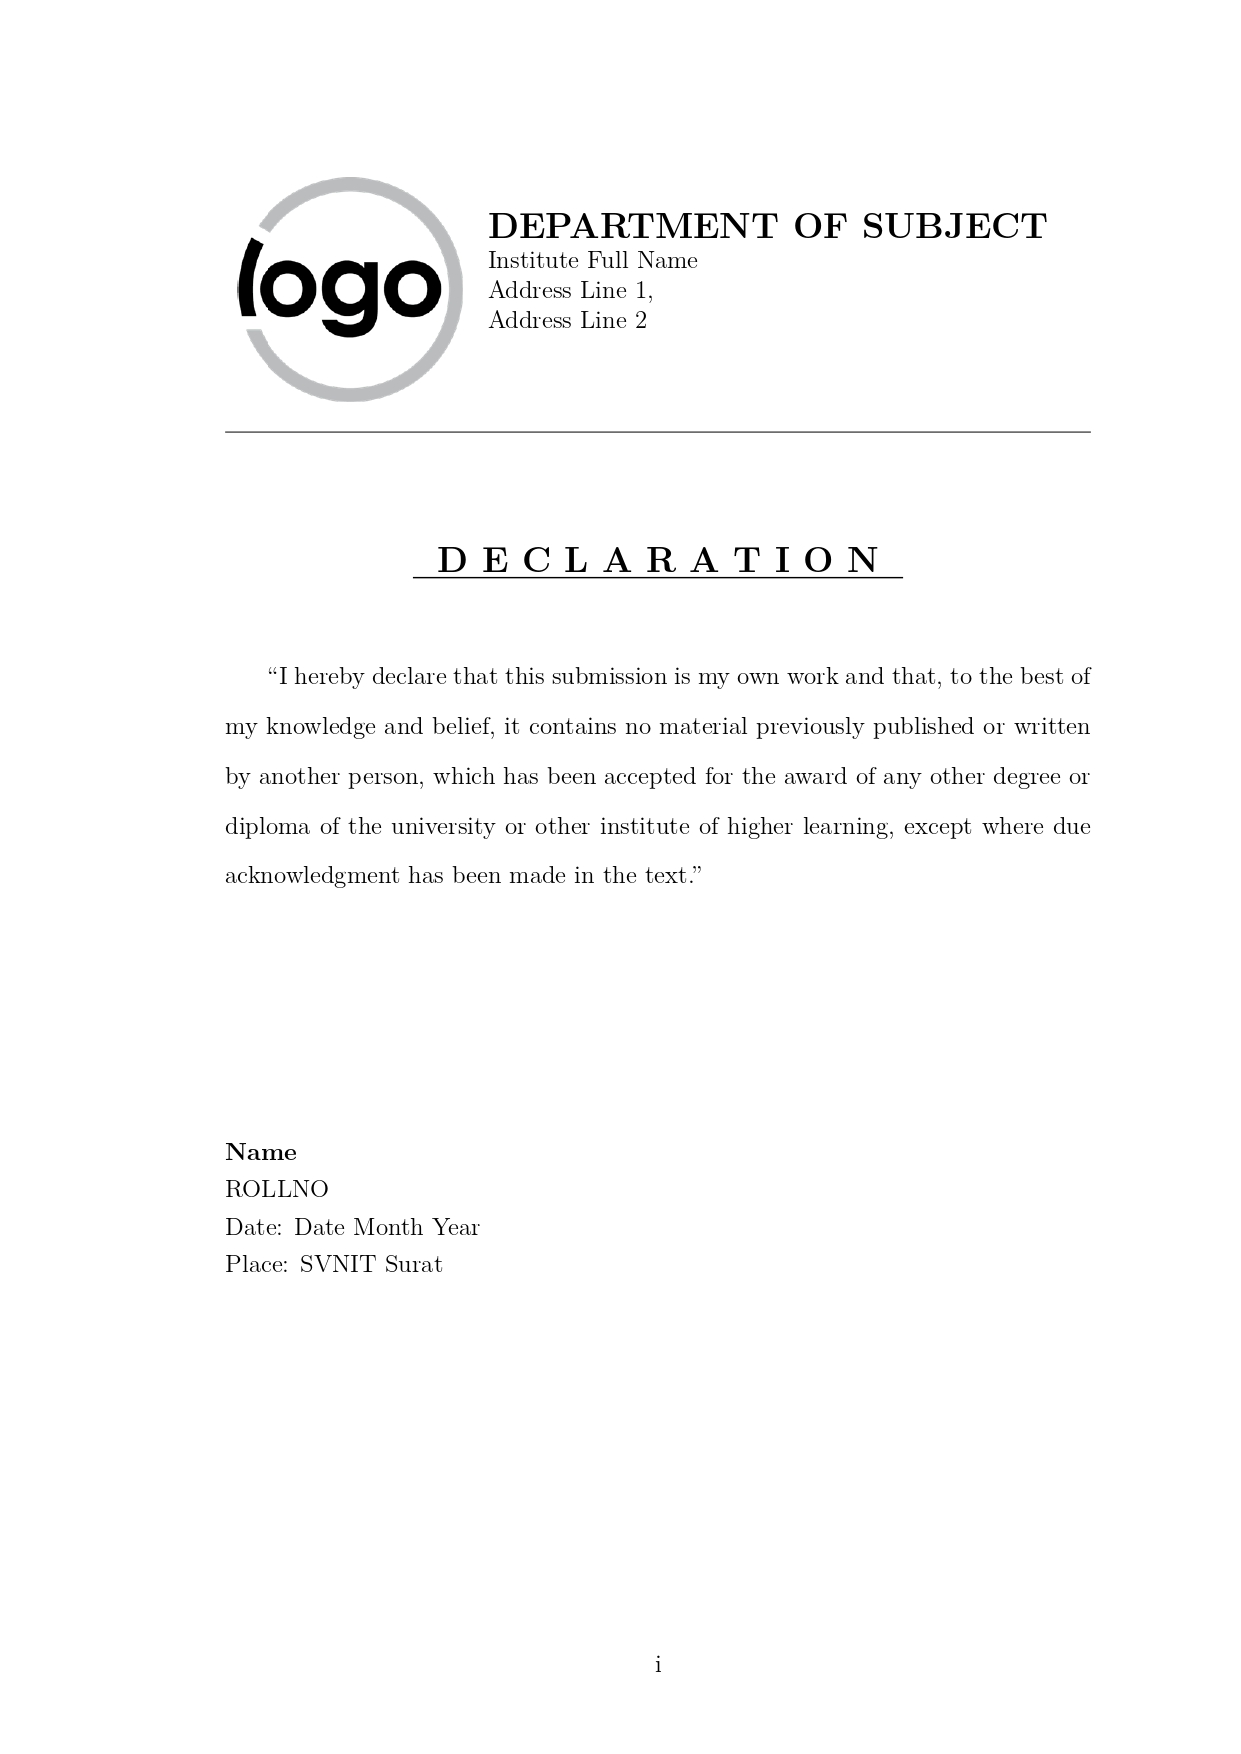 logo
DEPARTMENT OF SUBJECT
Institute Full Name
Address Line 1,
Address Line 2
DECLARATION
“I hereby declare that this submission is my own work and that, to the best of
my knowledge and belief, it contains no material previously published or written
by another person, which has been accepted for the award of any other degree or
diploma of the university or other institute of higher learning, except where due
acknowledgment has been made in the text.”
Name
ROLLNO
Date: Date Month Year
Place: SVNIT Surat
i